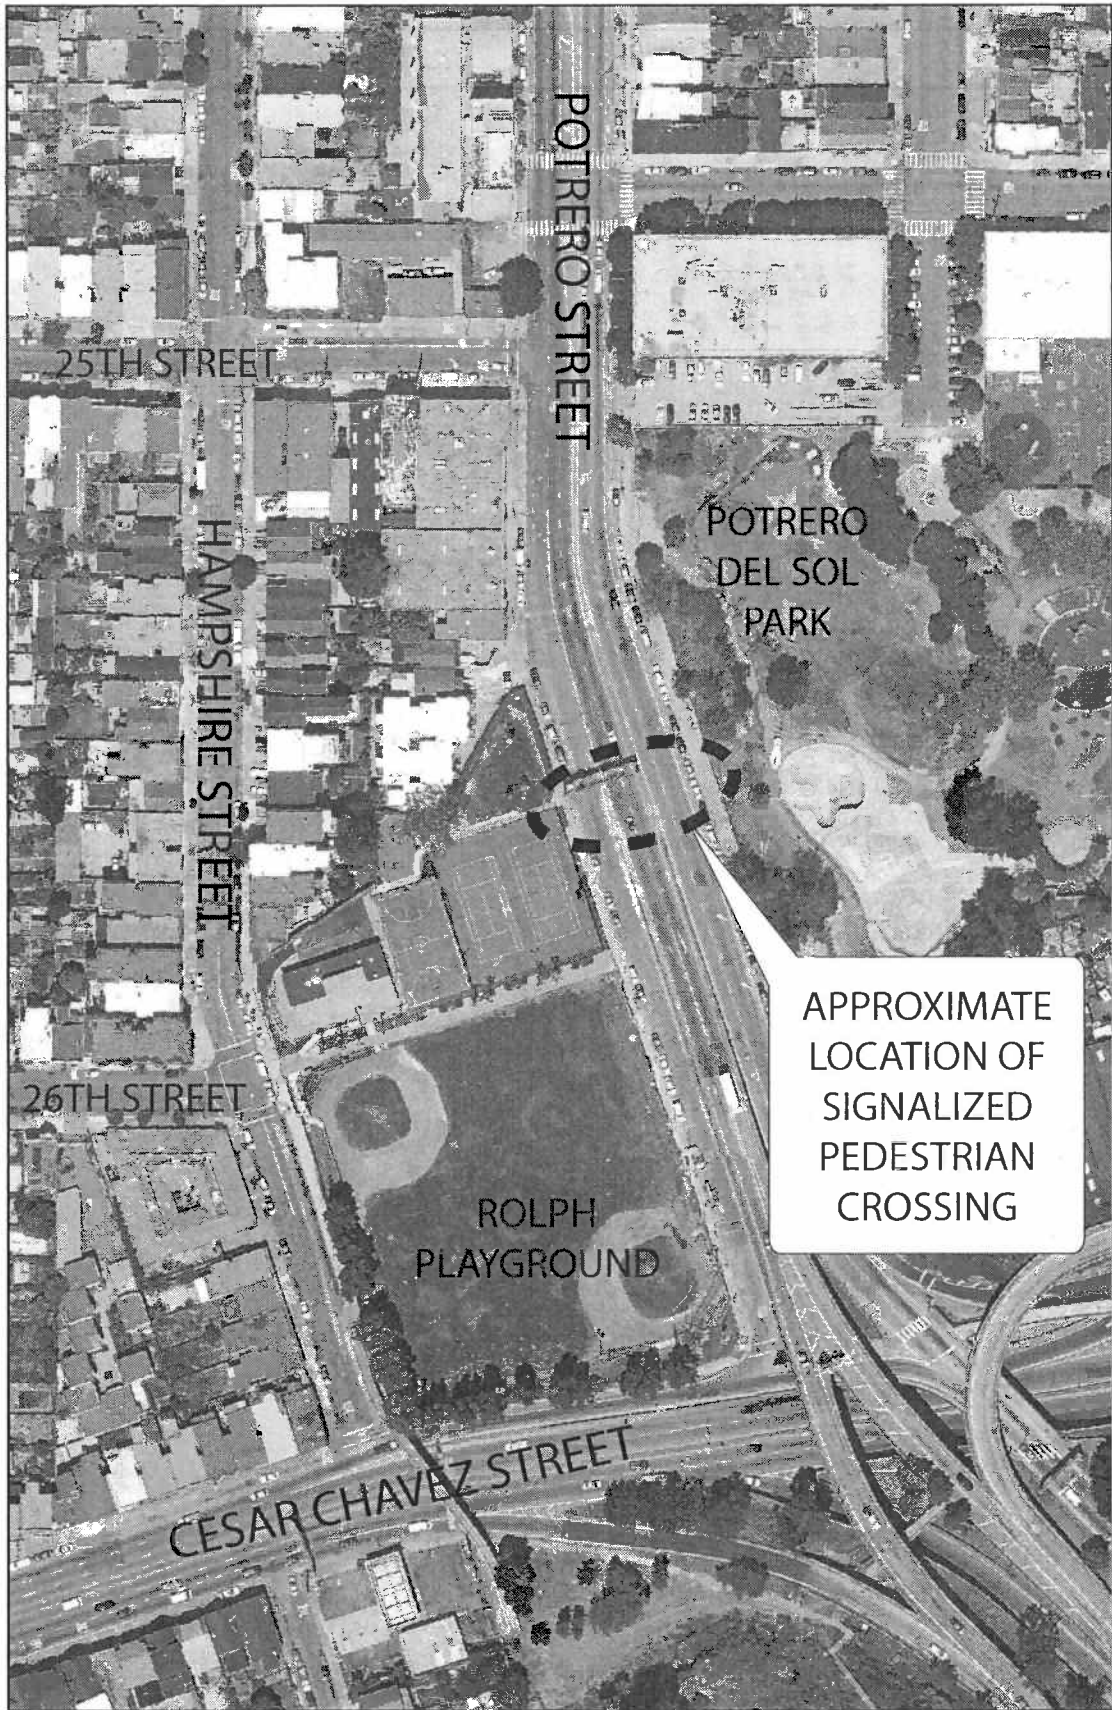 POTRERO STREET
25TH STREET
HAMPSHIRE STREET
POTRERO
DEL SOL
PARK
APPROXIMATE
LOCATION OF
SIGNALIZED
PEDESTRIAN
CROSSING
26TH STREET
ROLPH
PLAYGROUND
CESAR CHAVEZ STREET